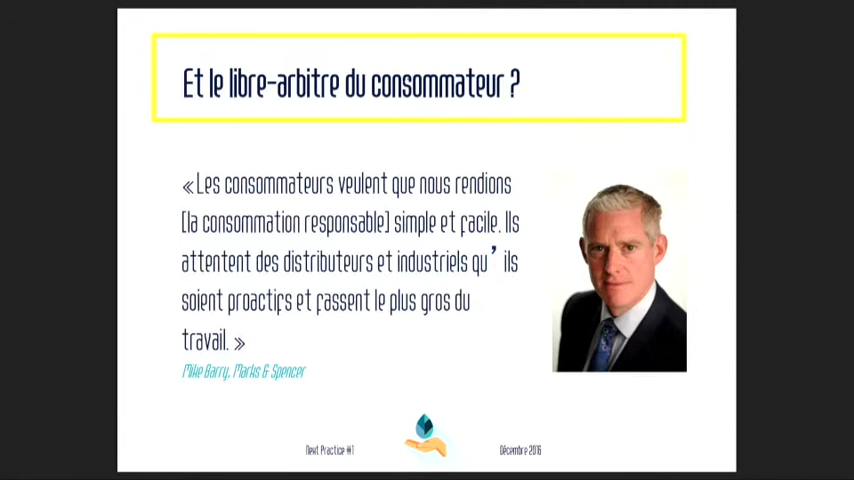 Et le libre-arbitre du consommateur ?
« Les consommateurs veulent que nous rendions
[la consommation responsable] simple et facile. Ils
attentent des distributeurs et industriels qu’ ils
soient proactifs et fassent le plus gros du
travail. »
Mike Barry, Marks & Spencer
Next Practice #1
Décembre 2016